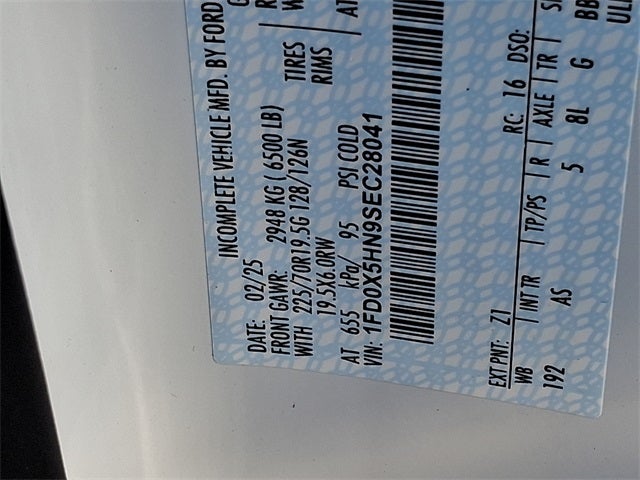 INCOMPLETE VEHICLE MFD. BY FORD
DATE: 02/25
FRONT GAWR: 2948 KG ( 6500 LB)
WITH 225/70R19.5G 128/126N TIRES
19.5X6.0RW RIMS
AT 655 kPa/ 95 PSI COLD AT
VIN: 1FD0X5HN9SEC28041
EXT PNT: Z1 RC: 16 DSO:
WB INT TR TP/PS R AXLE TR
192 AS 5 8L G BB